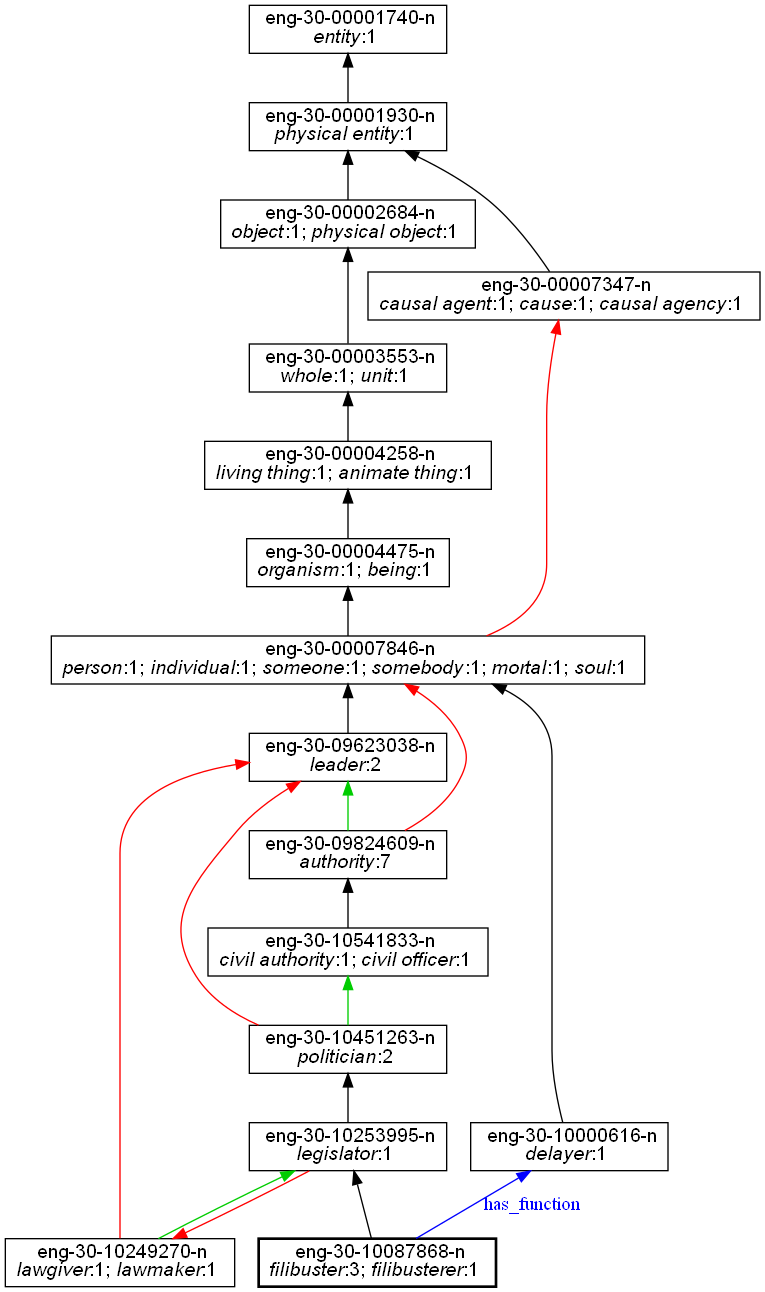 eng-30-00001740-n
entity:1
eng-30-00001930-n
physical entity:1
eng-30-00002684-n
object:1; physical object:1
eng-30-00007347-n
causal agent:1; cause:1; causal agency:1
eng-30-00003553-n
whole:1; unit:1
eng-30-00004258-n
living thing:1; animate thing:1
eng-30-00004475-n
organism:1; being:1
eng-30-00007846-n
person:1; individual:1; someone:1; somebody:1; mortal:1; soul:1
eng-30-09623038-n
leader:2
eng-30-09824609-n
authority:7
eng-30-10541833-n
civil authority:1; civil officer:1
eng-30-10451263-n
politician:2
eng-30-10253995-n
legislator:1
eng-30-10000616-n
delayer:1
has_function
eng-30-10249270-n
lawgiver:1; lawmaker:1
eng-30-10087868-n
filibuster:3; filibusterer:1